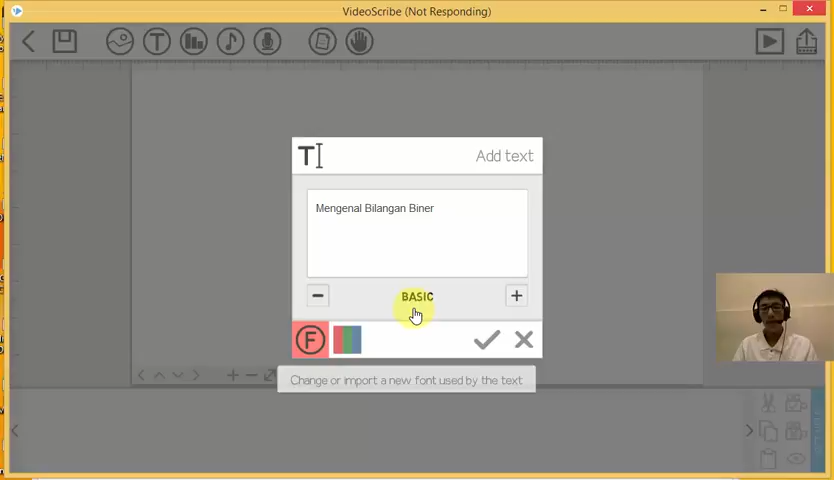 VideoScribe (Not Responding)
T
Add text
Mengenal Bilangan Biner
BASIC
F
Change or import a new font used by the text